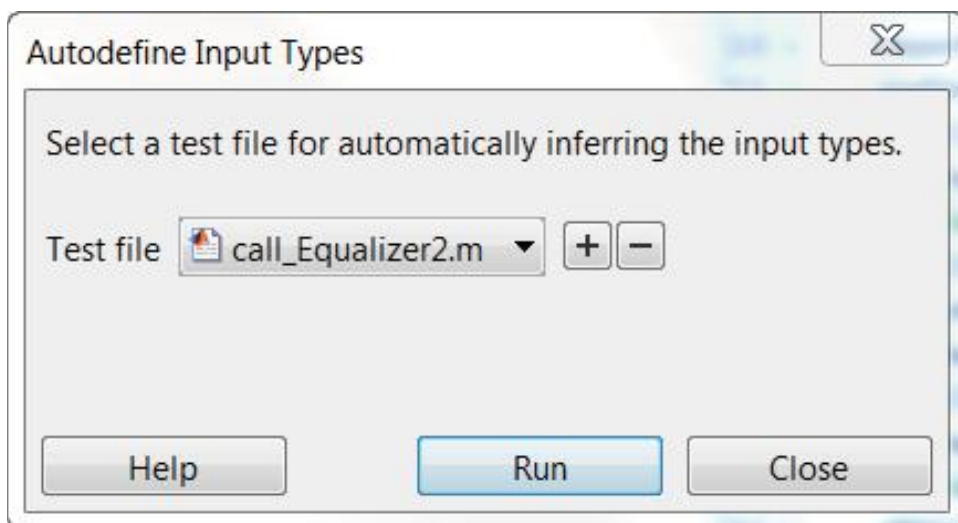 Autodefine Input Types
Select a test file for automatically inferring the input types.
Test file call_Equalizer2.m + −
Help Run Close